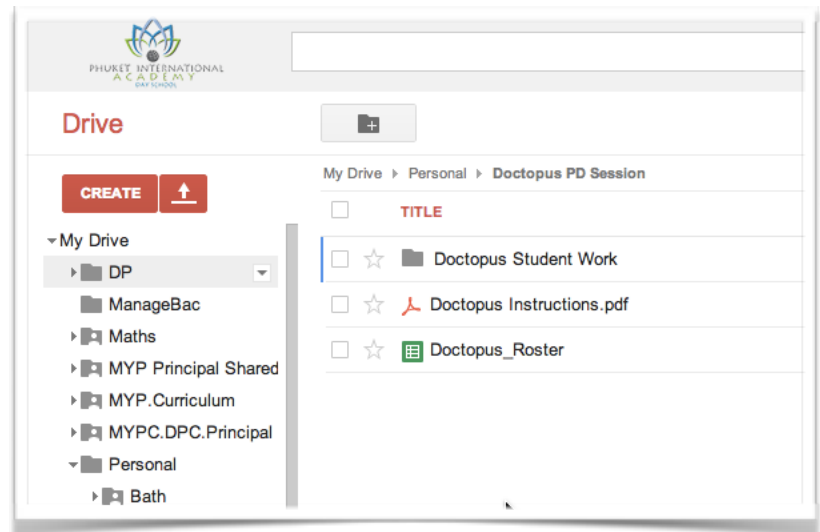 PHUKET INTERNATIONAL
ACADEMY
DAY SCHOOL
Drive
CREATE
My Drive
DP
ManageBac
Maths
MYP Principal Shared
MYP.Curriculum
MYPC.DPC.Principal
Personal
Bath
My Drive Personal Doctopus PD Session
TITLE
Doctopus Student Work
Doctopus Instructions.pdf
Doctopus_Roster